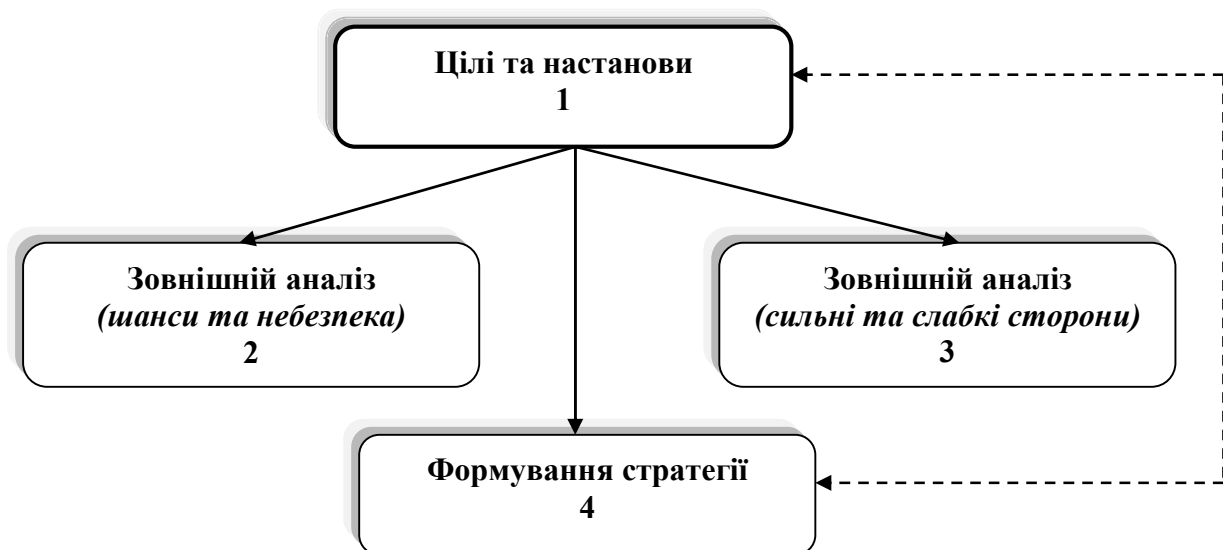 Цілі та настанови
1
Зовнішній аналіз
(шанси та небезпека)
2
Зовнішній аналіз
(сильні та слабкі сторони)
3
Формування стратегії
4